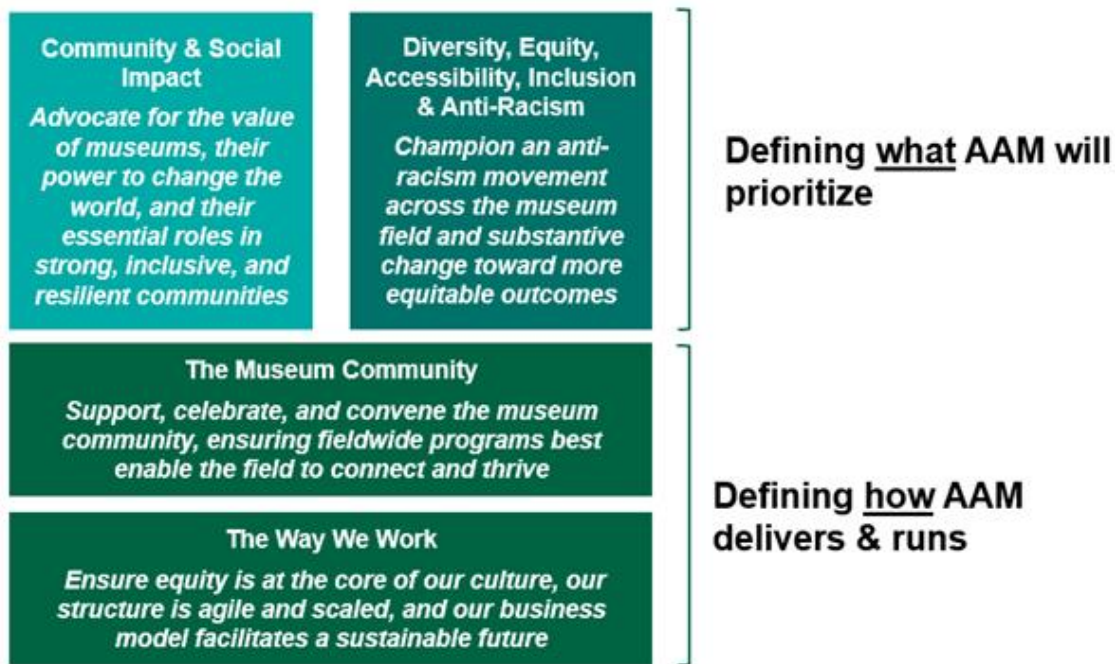 Community & Social
Impact
Advocate for the value
of museums, their
power to change the
world, and their
essential roles in
strong, inclusive, and
resilient communities
Diversity, Equity,
Accessibility, Inclusion
& Anti-Racism
Champion an anti-
racism movement
across the museum
field and substantive
change toward more
equitable outcomes
Defining what AAM will
prioritize
The Museum Community
Support, celebrate, and convene the museum
community, ensuring fieldwide programs best
enable the field to connect and thrive
The Way We Work
Ensure equity is at the core of our culture, our
structure is agile and scaled, and our business
model facilitates a sustainable future
Defining how AAM
delivers & runs